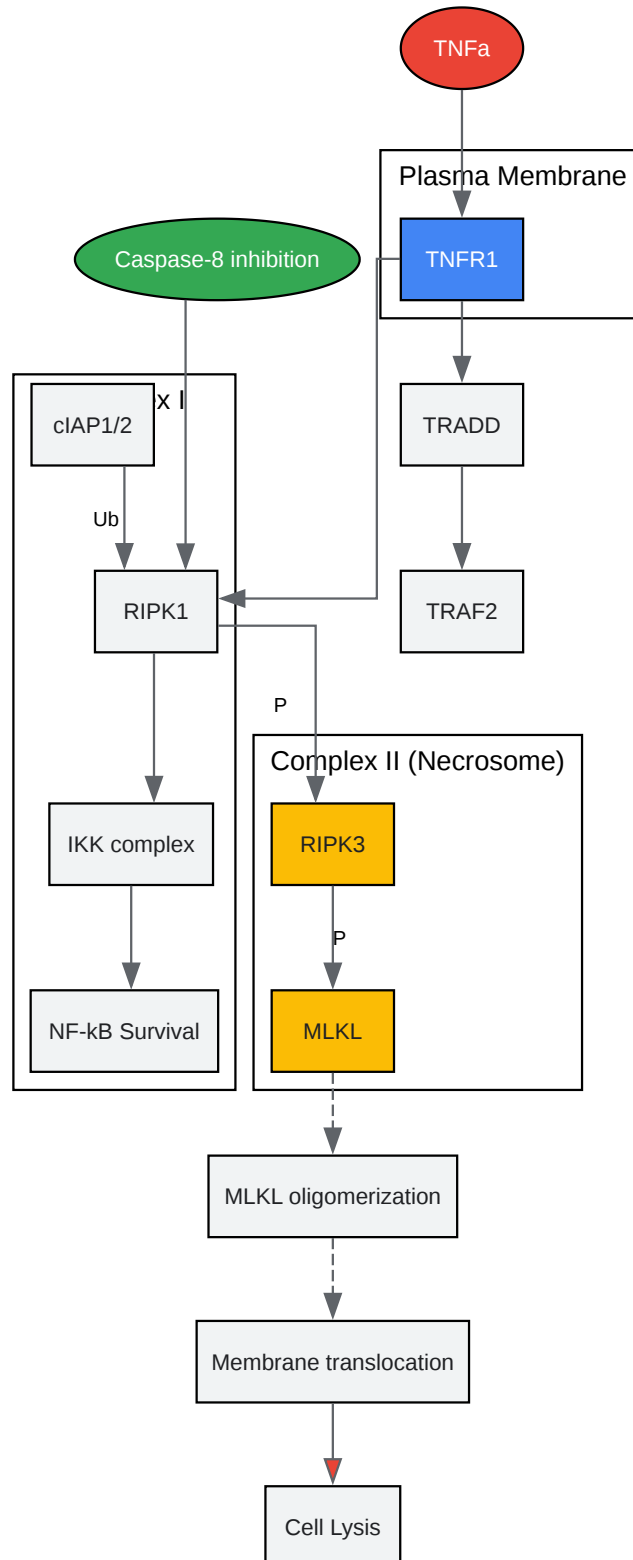 TNFa
Plasma Membrane
TNFR1
Caspase-8 inhibition
cIAP1/2
TRADD
Ub
RIPK1
TRAF2
P
Complex II (Necrosome)
IKK complex
RIPK3
P
NF-kB Survival
MLKL
MLKL oligomerization
Membrane translocation
Cell Lysis